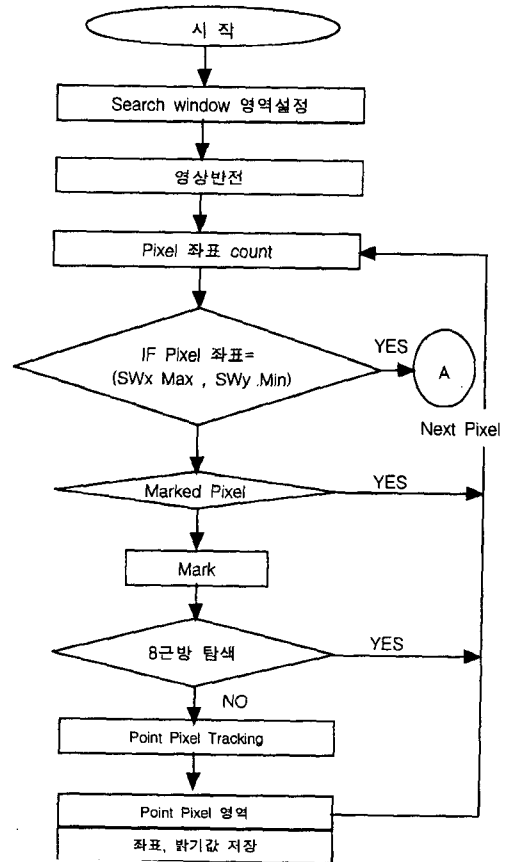 시 작
Search window 영역설정
영상반전
Pixel 좌표 count
IF Pixel 좌표=
(SWx Max , SWy .Min)
YES
A
Next Pixel
Marked Pixel
YES
Mark
8근방 탐색
YES
NO
Point Pixel Tracking
Point Pixel 영역
좌표, 밝기값 저장